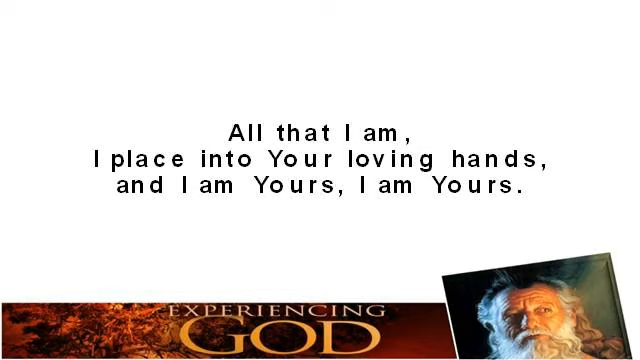 All that I am,
I place into Your loving hands,
and I am Yours, I am Yours.
EXPERIENCING
GOD